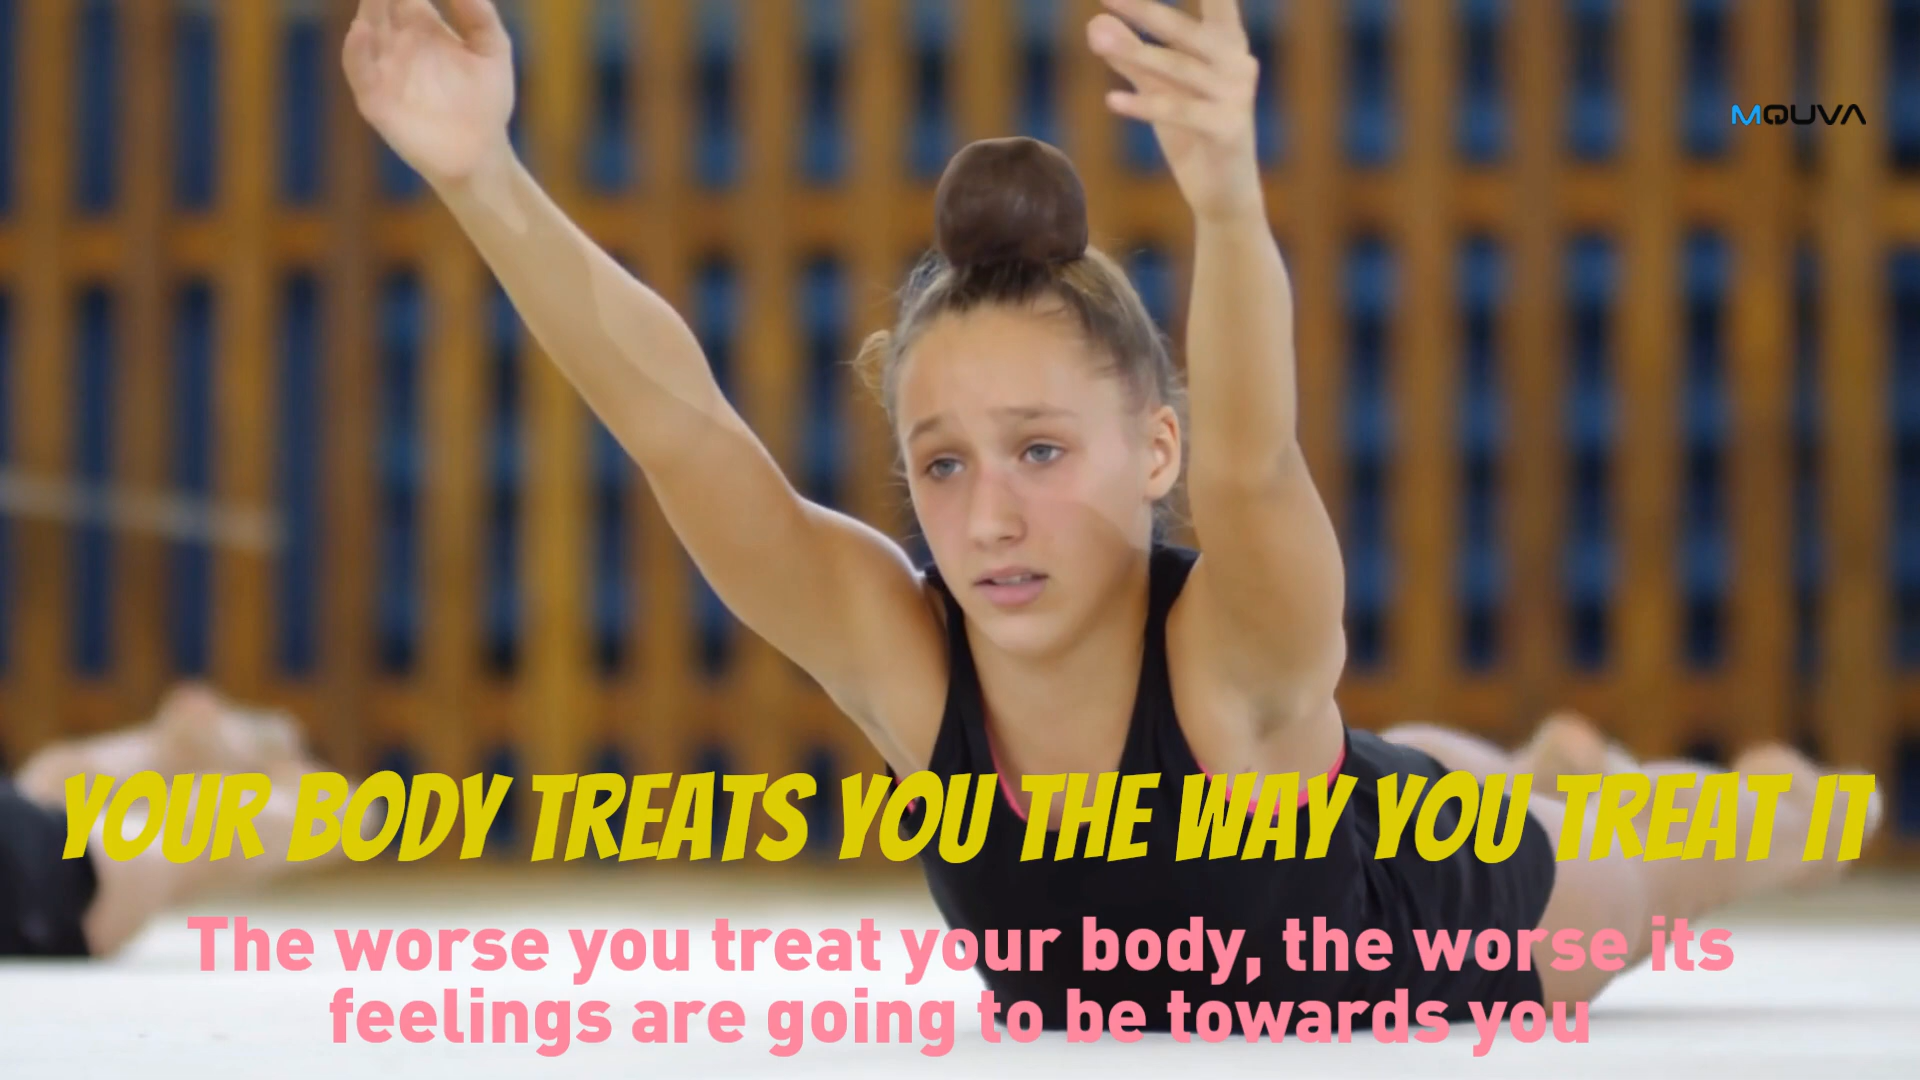 MQUVA
YOUR BODY TREATS YOU THE WAY YOU TREAT IT
The worse you treat your body, the worse its
feelings are going to be towards you